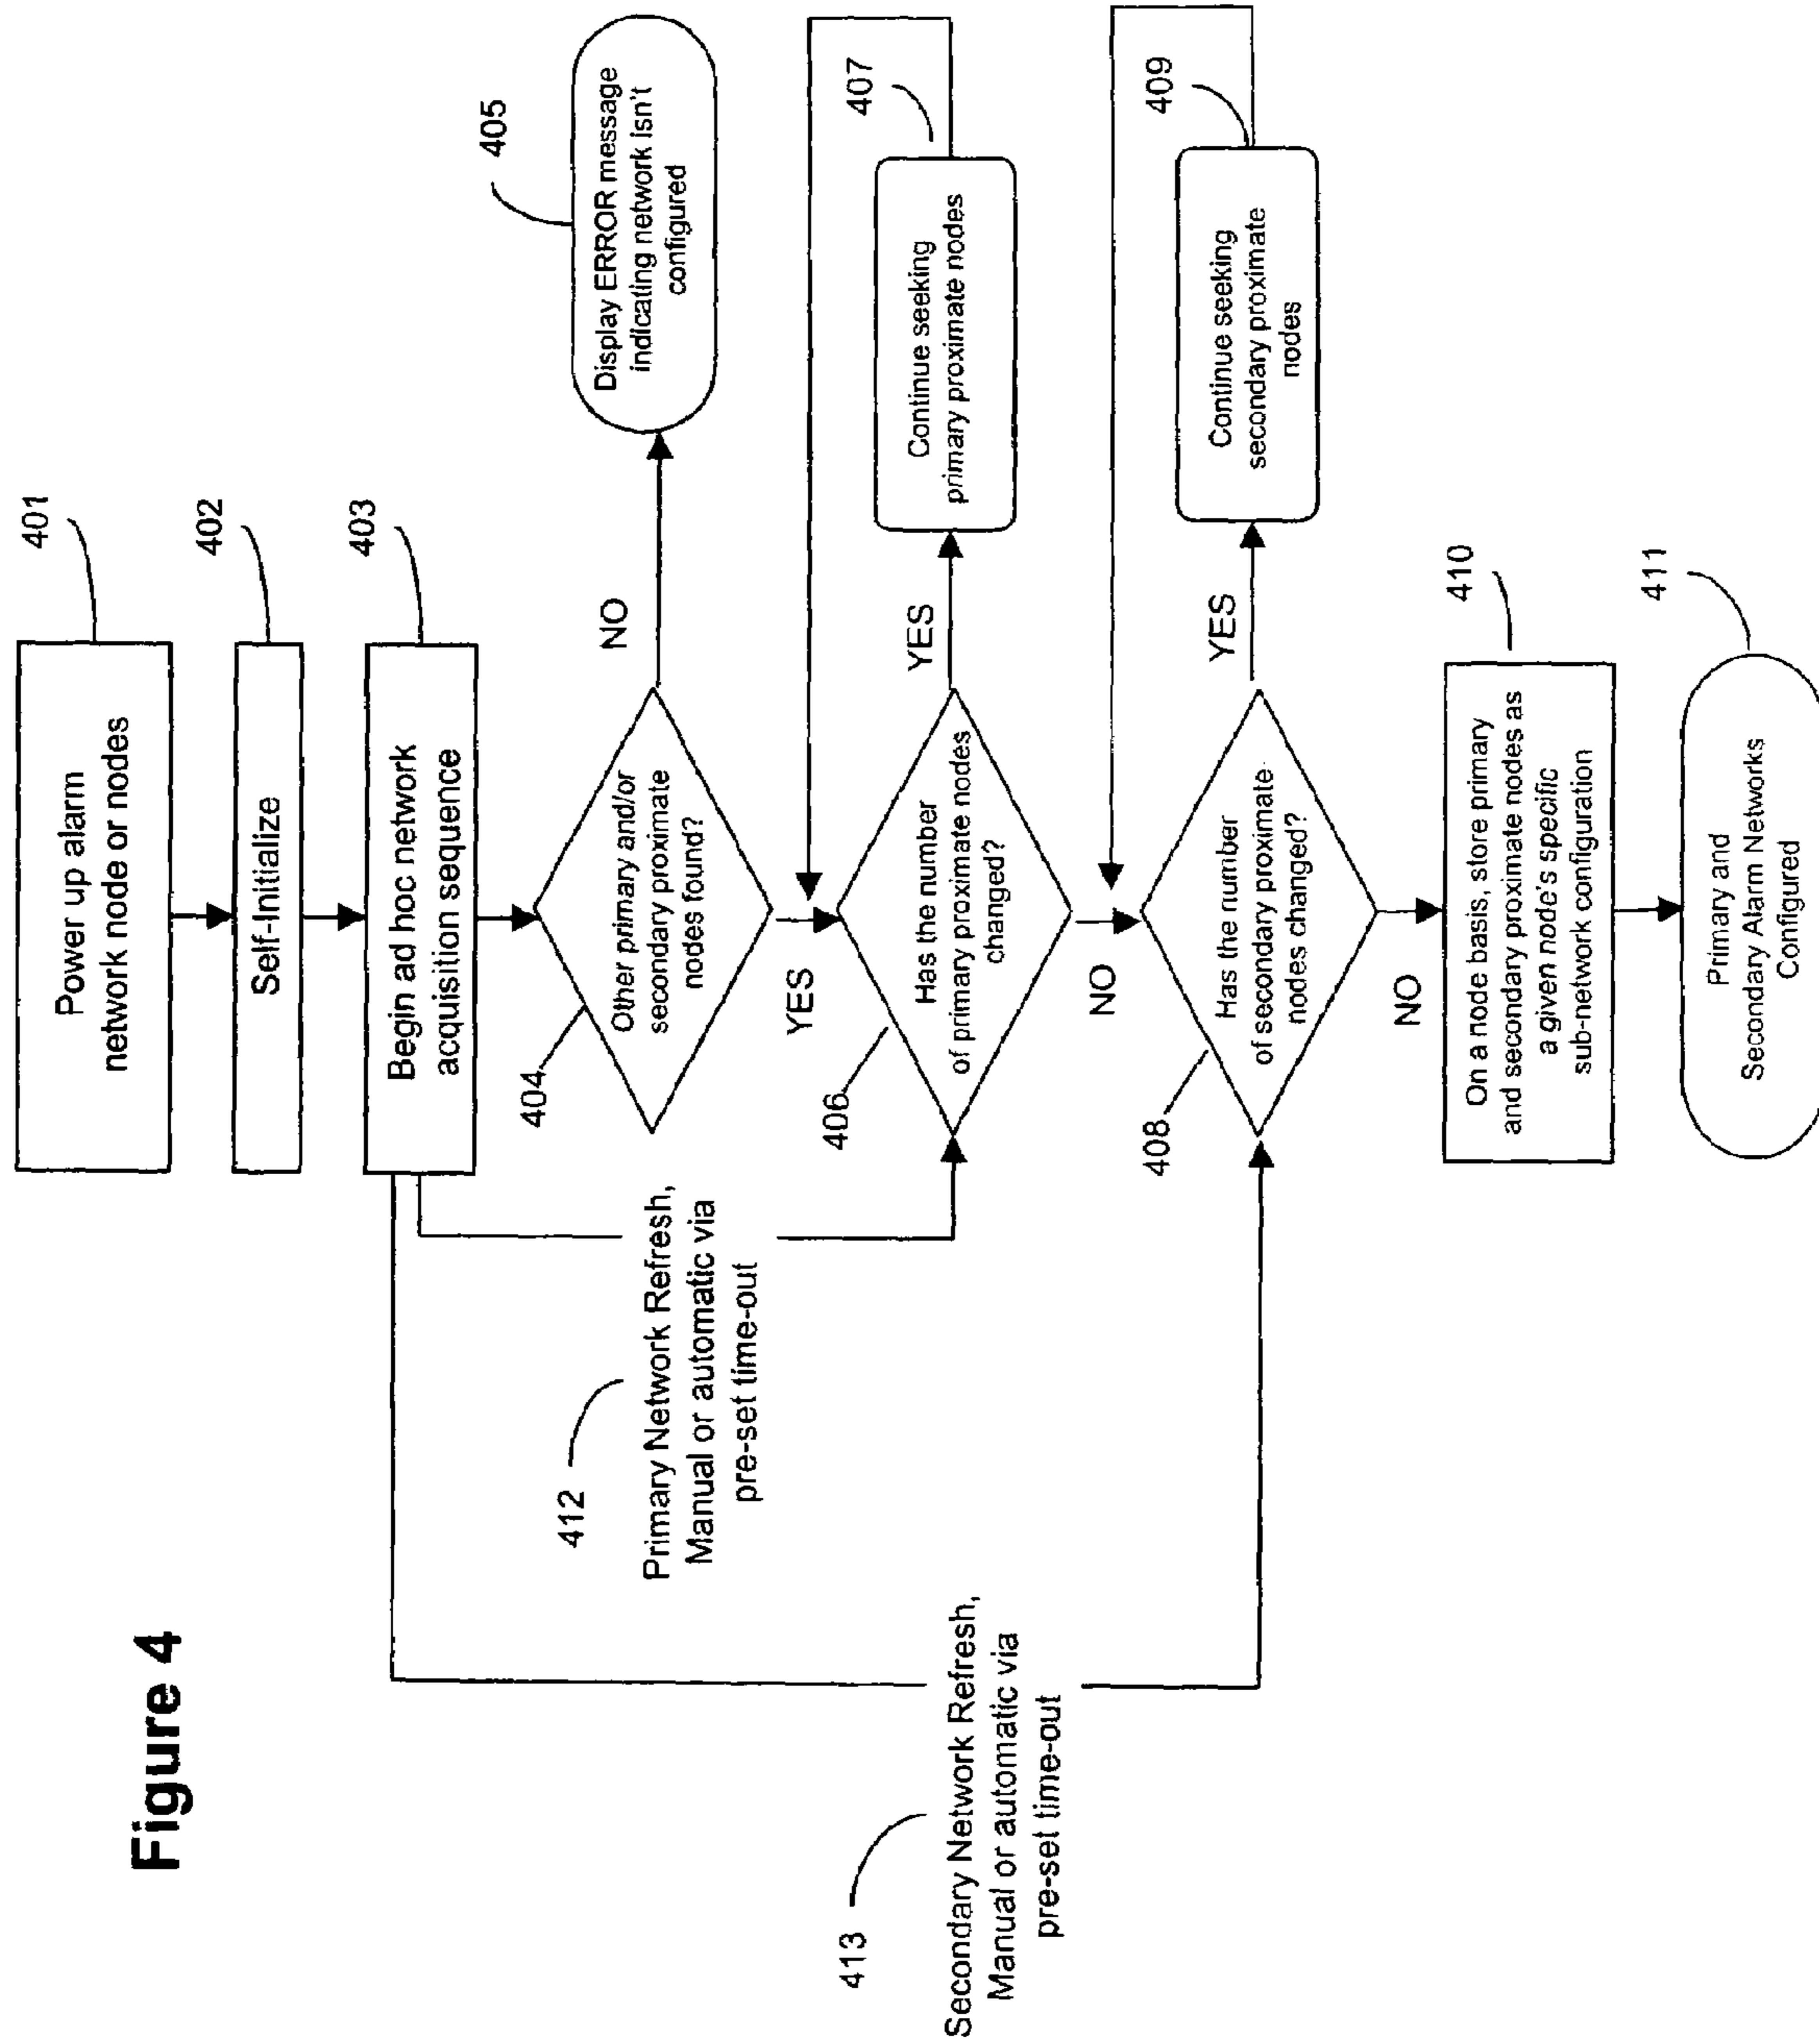 Figure 4
Power up alarm
network node or nodes
401
Self-Initialize
402
Begin ad hoc network
acquisition sequence
403
Other primary and/or
secondary proximate
nodes found?
404
NO
Display ERROR message
indicating network isn't
configured
405
YES
412
Primary Network Refresh,
Manual or automatic via
pre-set time-out
Has the number
of primary proximate nodes
changed?
406
YES
Continue seeking
primary proximate nodes
407
NO
413
Secondary Network Refresh,
Manual or automatic via
pre-set time-out
Has the number
of secondary proximate
nodes changed?
408
YES
Continue seeking
secondary proximate
nodes
409
NO
On a node basis, store primary
and secondary proximate nodes as
a given node's specific
sub-network configuration
410
Primary and
Secondary Alarm Networks
Configured
411